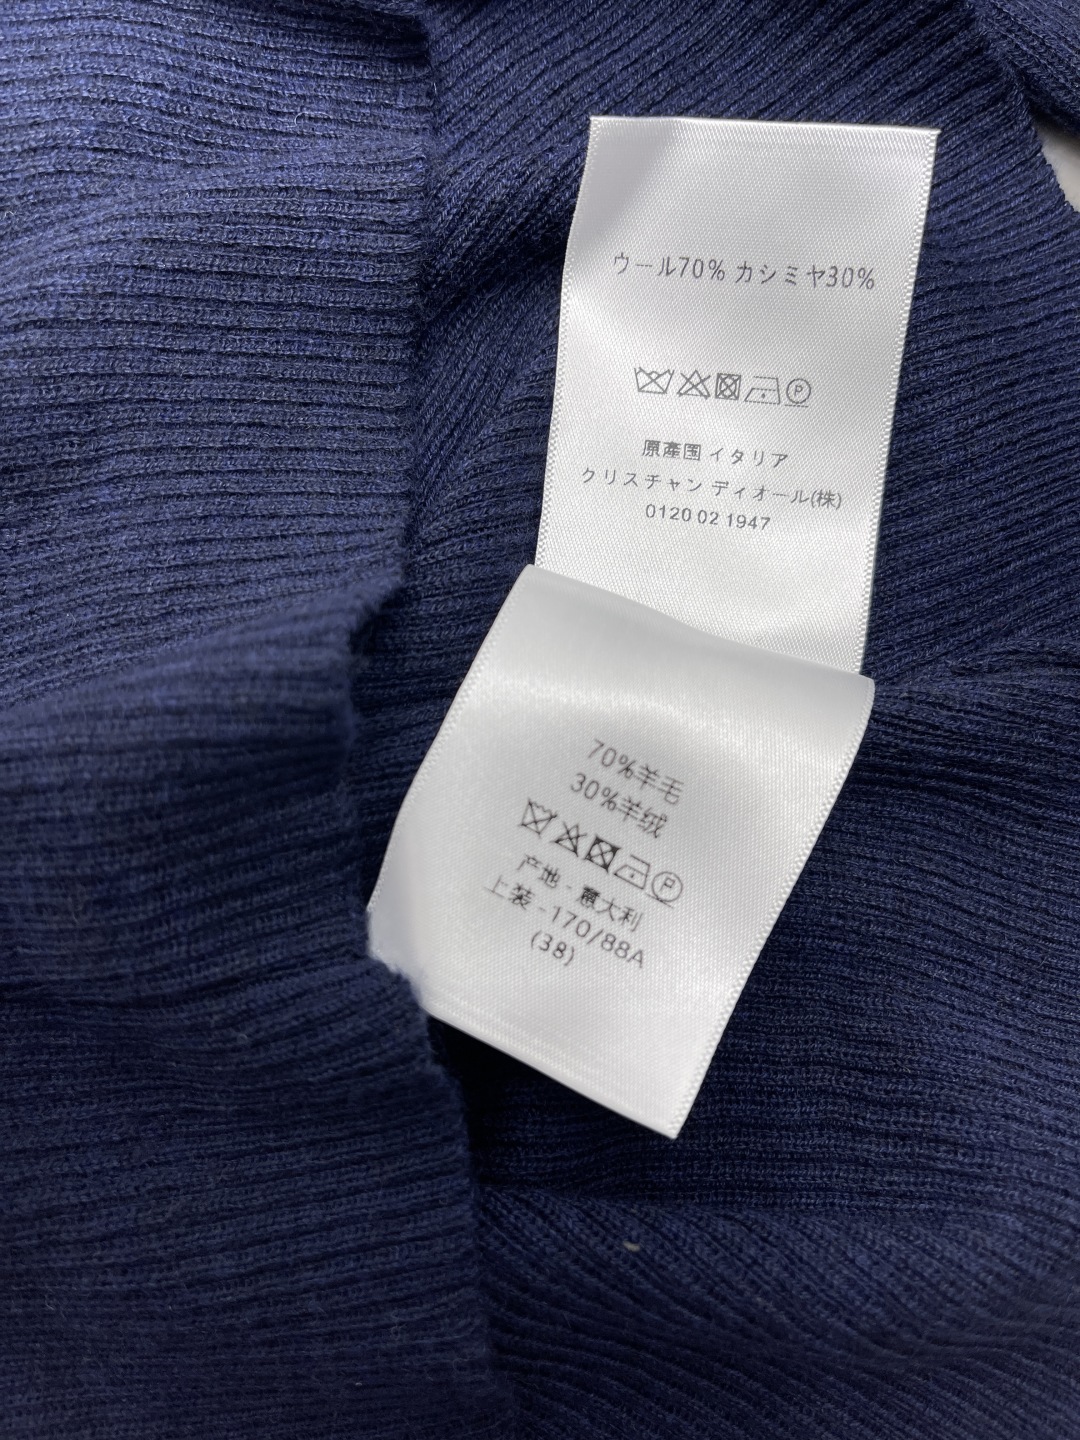 ウール70% カシミヤ30%
P
原産国 イタリア
クリスチャン ディオール(株)
0120 02 1947
70%羊毛
30%羊绒
P
产地 - 意大利
上装 -170/88A
(38)